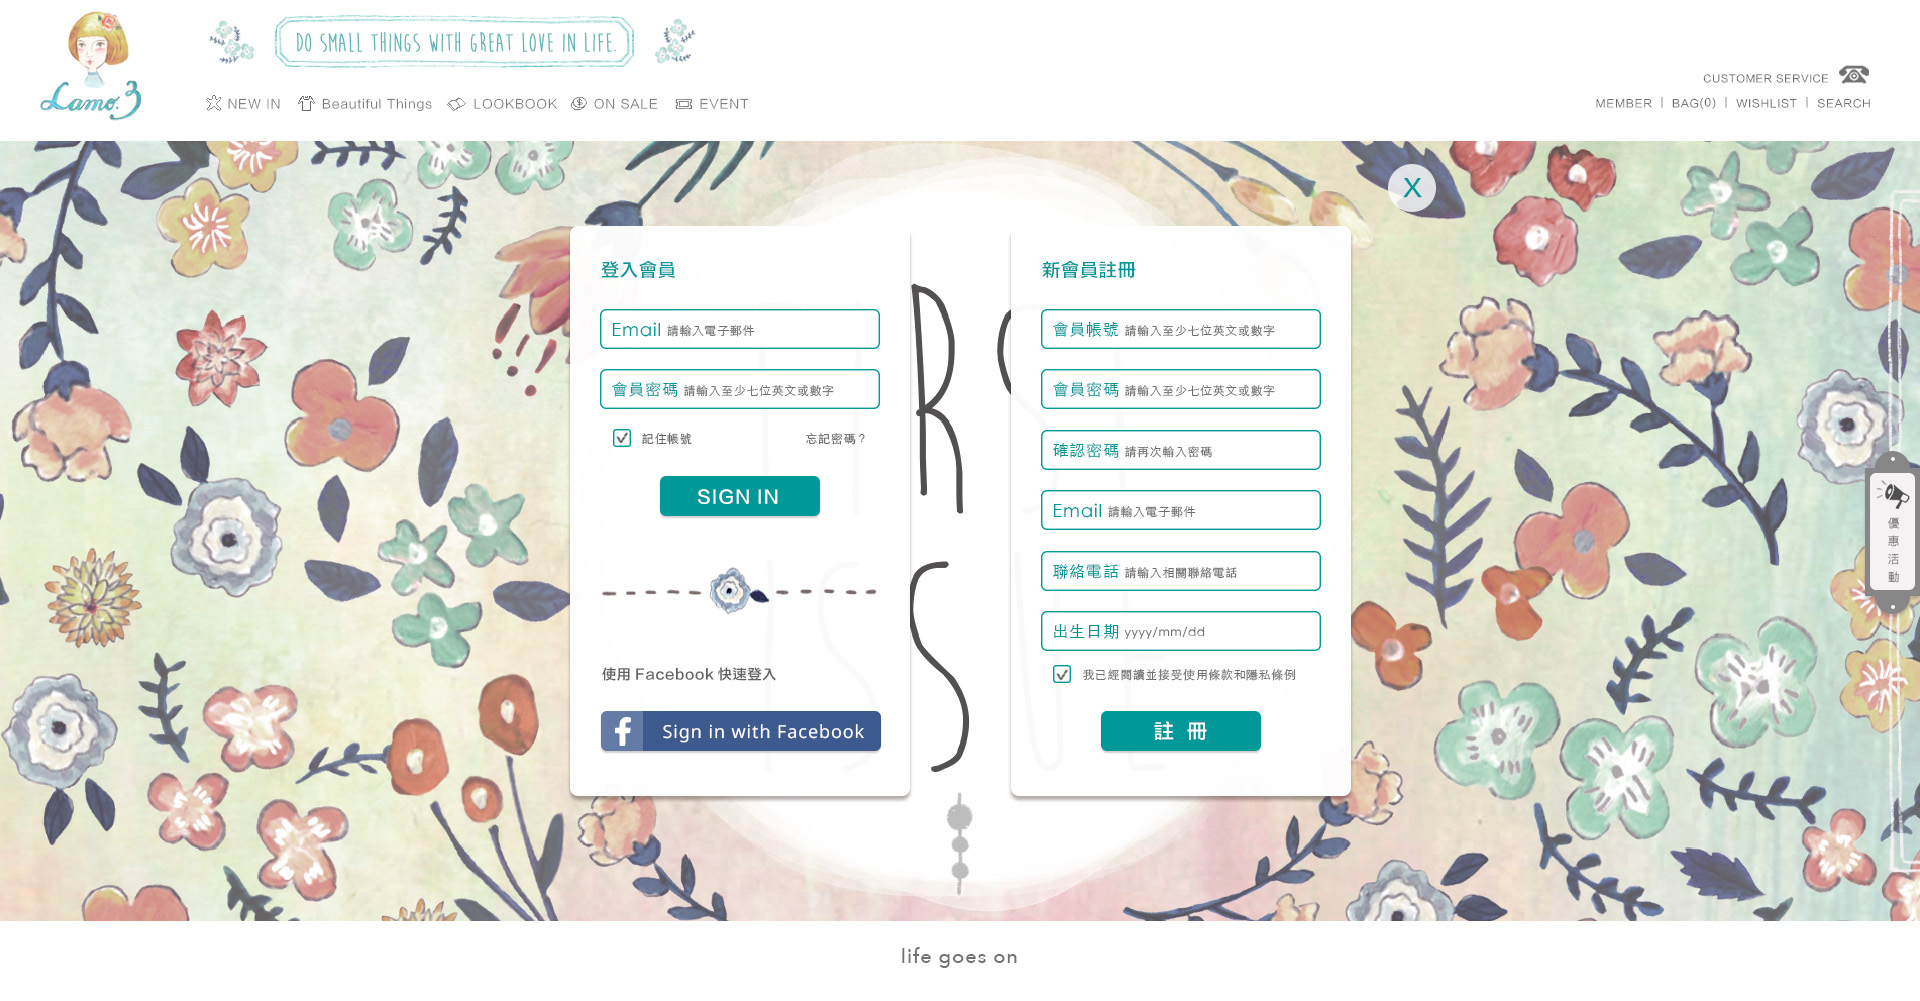 Lamo.3
DO SMALL THINGS WITH GREAT LOVE IN LIFE.
NEW IN Beautiful Things LOOKBOOK ON SALE EVENT
CUSTOMER SERVICE
MEMBER | BAG(0) | WISHLIST | SEARCH
X
登入會員
Email 請輸入電子郵件
會員密碼 請輸入至少七位英文或數字
記住帳號 忘記密碼?
SIGN IN
使用 Facebook 快速登入
f Sign in with Facebook
新會員註冊
會員帳號 請輸入至少七位英文或數字
會員密碼 請輸入至少七位英文或數字
確認密碼 請再次輸入密碼
Email 請輸入電子郵件
聯絡電話 請輸入相關聯絡電話
出生日期 yyyy/mm/dd
我已經閱讀並接受使用條款和隱私條例
註 冊
優惠活動
life goes on